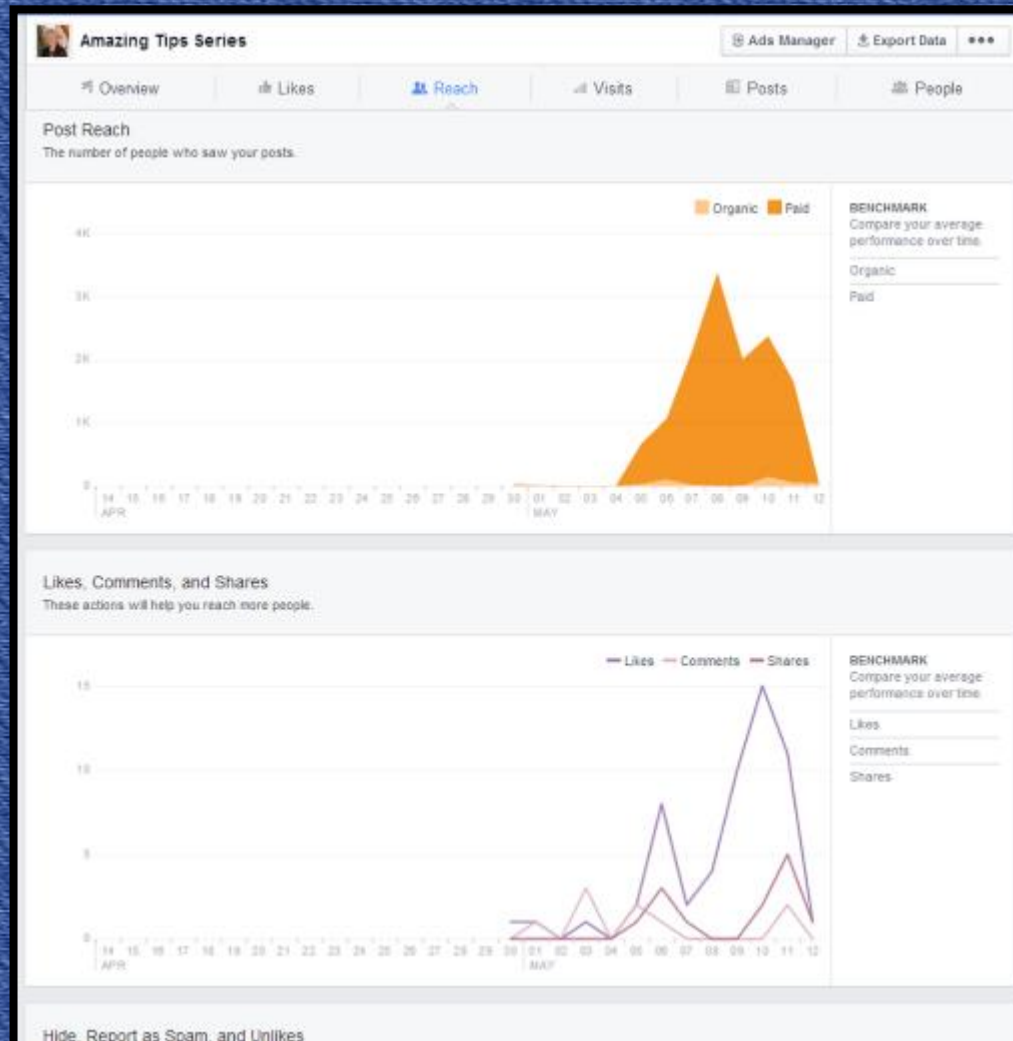 Amazing Tips Series
Ads Manager
Export Data
Overview
Likes
Reach
Visits
Posts
People
Post Reach
The number of people who saw your posts.
Organic Paid
BENCHMARK
Compare your average
performance over time.
Organic
Paid
4K
3K
2K
1K
0
14 15 16 17 18 19 20 21 22 23 24 25 26 27 28 29 30 01 02 03 04 05 06 07 08 09 10 11 12
APR MAY
Likes, Comments, and Shares
These actions will help you reach more people.
Likes Comments Shares
BENCHMARK
Compare your average
performance over time.
Likes
Comments
Shares
15
10
5
0
14 15 16 17 18 19 20 21 22 23 24 25 26 27 28 29 30 01 02 03 04 05 06 07 08 09 10 11 12
APR MAY
Hide, Report as Spam, and Unlikes